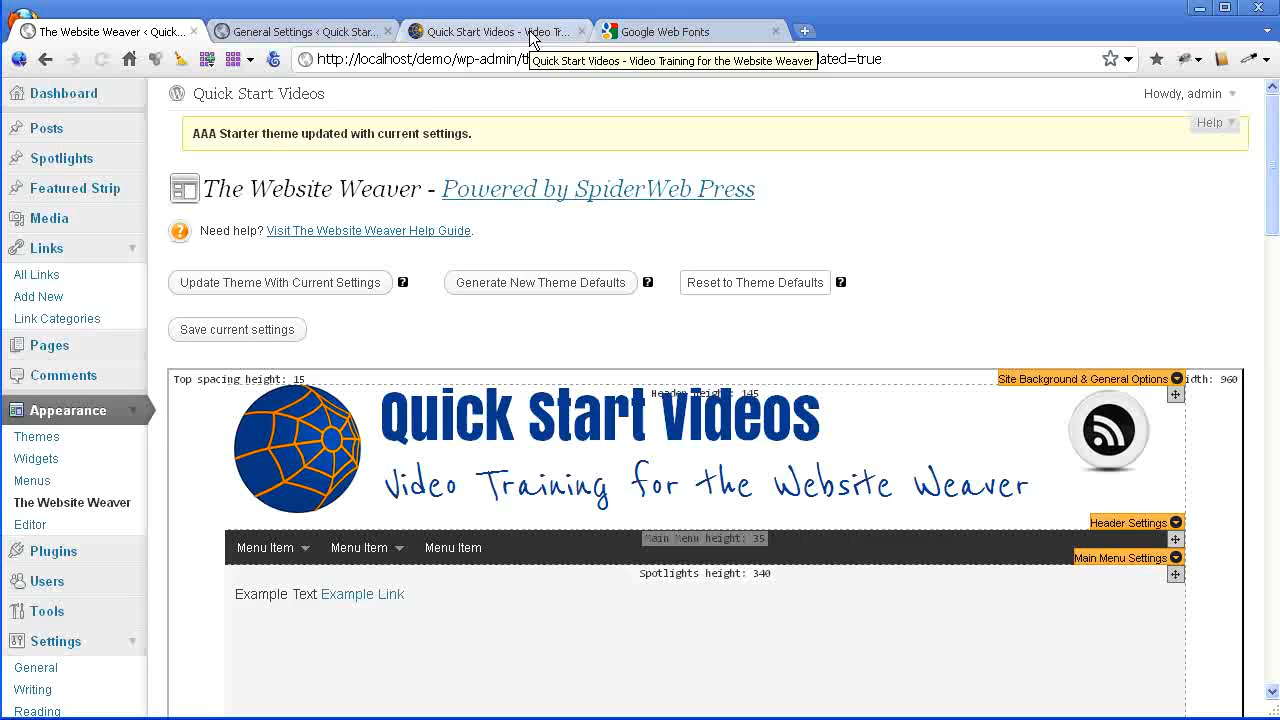 The Website Weaver ‹ Quick...
General Settings ‹ Quick Star...
Quick Start Videos - Video Tr...
Google Web Fonts
http://localhost/demo/wp-admin/th
ated=true
Quick Start Videos - Video Training for the Website Weaver
Dashboard
Posts
Spotlights
Featured Strip
Media
Links
All Links
Add New
Link Categories
Pages
Comments
Appearance
Themes
Widgets
Menus
The Website Weaver
Editor
Plugins
Users
Tools
Settings
General
Writing
Reading
Quick Start Videos
Howdy, admin
Help
AAA Starter theme updated with current settings.
The Website Weaver - Powered by SpiderWeb Press
Need help? Visit The Website Weaver Help Guide.
Update Theme With Current Settings ?
Generate New Theme Defaults ?
Reset to Theme Defaults ?
Save current settings
Top spacing height: 15
Site Background & General Options
idth: 960
Header height: 145
Quick Start Videos
Video Training for the Website Weaver
Header Settings
Menu Item
Menu Item
Menu Item
Main Menu height: 35
Main Menu Settings
Spotlights height: 340
Example Text Example Link